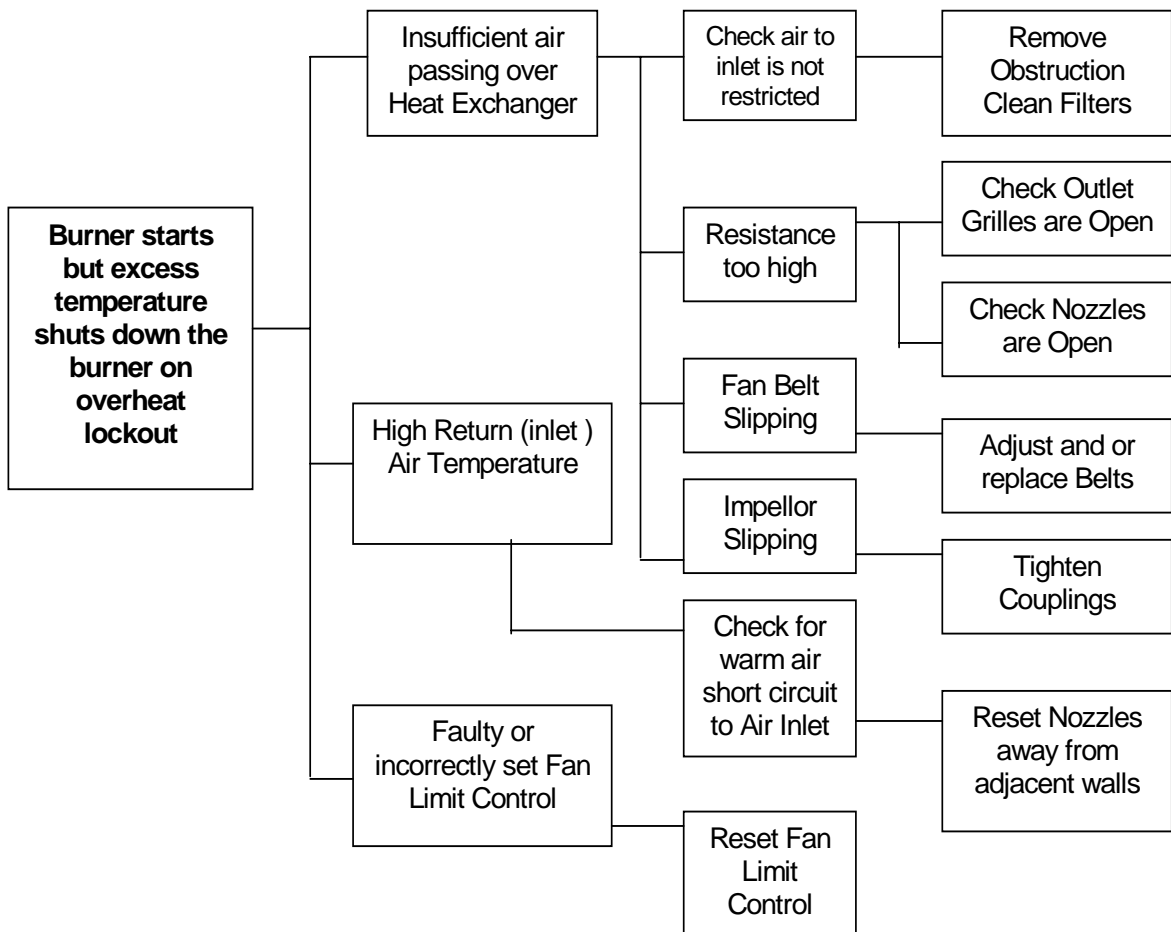 Burner starts
but excess
temperature
shuts down the
burner on
overheat
lockout
Insufficient air
passing over
Heat Exchanger
Check air to
inlet is not
restricted
Remove
Obstruction
Clean Filters
Resistance
too high
Check Outlet
Grilles are Open
Check Nozzles
are Open
Fan Belt
Slipping
Adjust and or
replace Belts
Impellor
Slipping
Tighten
Couplings
High Return (inlet )
Air Temperature
Check for
warm air
short circuit
to Air Inlet
Reset Nozzles
away from
adjacent walls
Faulty or
incorrectly set Fan
Limit Control
Reset Fan
Limit
Control